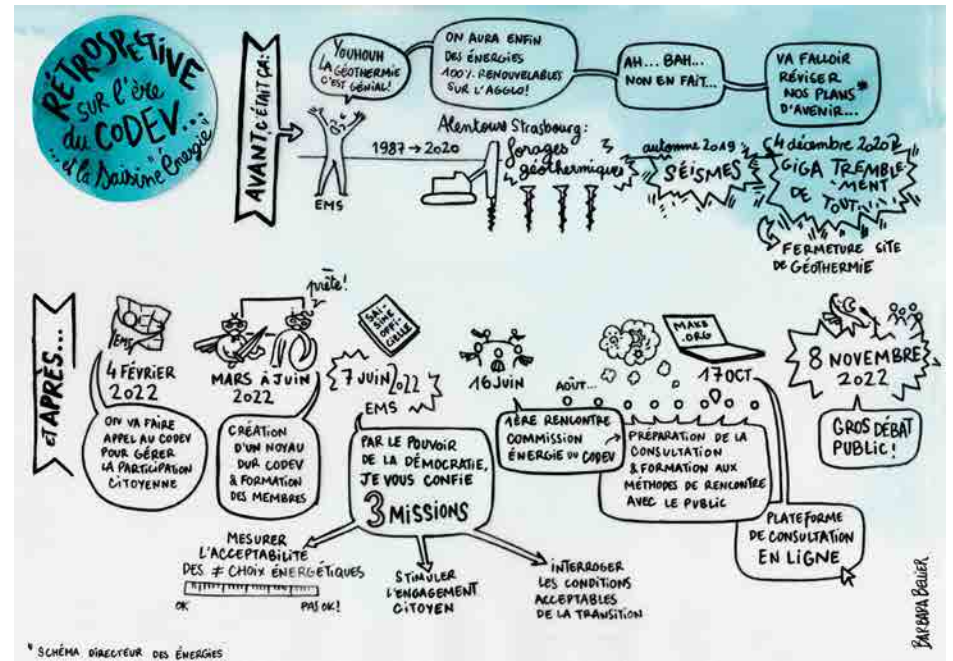 RÉTROSPECTIVE
SUR l'ère
du CODEV...
et la Saisine "Énergie"
AVANT, C'ÉTAIT ÇA:
YOUHOUH
LA GÉOTHERMIE
C'EST GÉNIAL!
ON AURA ENFIN
DES ÉNERGIES
100% RENOUVELABLES
SUR L'AGGLO!
AH... BAH...
NON EN FAIT...
VA FALLOIR
RÉVISER
NOS PLANS*
D'AVENIR...
EMS
1987 → 2020
Alentours Strasbourg:
forages
géothermiques
automne 2019
SÉISMES
4 décembre 2020
GIGA TREMBLE-
MENT
DE TOUT...
FERMETURE SITE
DE GÉOTHERMIE
ET APRÈS...
EMS
4 FÉVRIER
2022
ON VA FAIRE
APPEL AU CODEV
POUR GÉRER
LA PARTICIPATION
CITOYENNE
prête!
MARS À JUIN
2022
CRÉATION
D'UN NOYAU
DUR CODEV
& FORMATION
DES MEMBRES
SAI-
SINE
OFFI-
CIELLE
7 JUIN 2022
EMS
PAR LE POUVOIR
DE LA DÉMOCRATIE,
JE VOUS CONFIE
3 MISSIONS
MESURER
L'ACCEPTABILITÉ
DES ≠ CHOIX ÉNERGÉTIQUES
OK
PAS OK!
STIMULER
L'ENGAGEMENT
CITOYEN
INTERROGER
LES CONDITIONS
ACCEPTABLES
DE LA TRANSITION
16 JUIN
1ÈRE RENCONTRE
COMMISSION
ÉNERGIE DU CODEV
AOÛT...
PRÉPARATION DE LA
CONSULTATION
& FORMATION AUX
MÉTHODES DE RENCONTRE
AVEC LE PUBLIC
MAKE
.ORG
17 OCT
PLATEFORME
DE CONSULTATION
EN LIGNE
8 NOVEMBRE
2022
GROS DÉBAT
PUBLIC!
BARBARA BELLIER
* SCHÉMA DIRECTEUR DES ÉNERGIES